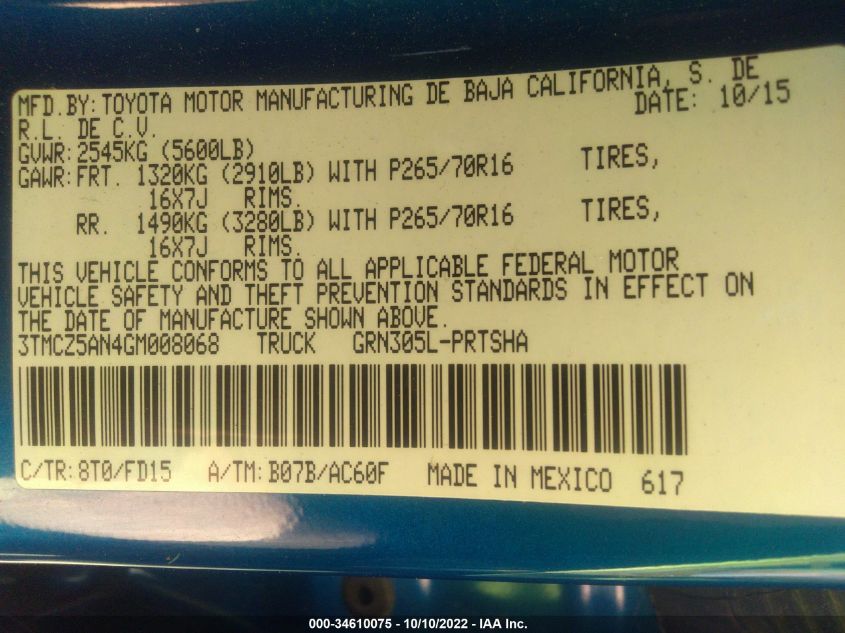 MFD.BY: TOYOTA MOTOR MANUFACTURING DE BAJA CALIFORNIA, S. DE
R.L. DE C.V. DATE: 10/15
GVWR: 2545KG (5600LB)
GAWR: FRT. 1320KG (2910LB) WITH P265/70R16 TIRES,
16X7J RIMS.
RR. 1490KG (3280LB) WITH P265/70R16 TIRES,
16X7J RIMS.
THIS VEHICLE CONFORMS TO ALL APPLICABLE FEDERAL MOTOR
VEHICLE SAFETY AND THEFT PREVENTION STANDARDS IN EFFECT ON
THE DATE OF MANUFACTURE SHOWN ABOVE.
3TMCZ5AN4GM008068 TRUCK GRN305L-PRTSHA
C/TR: 8T0/FD15 A/TM: B07B/AC60F MADE IN MEXICO 617
000-34610075 - 10/10/2022 - IAA Inc.